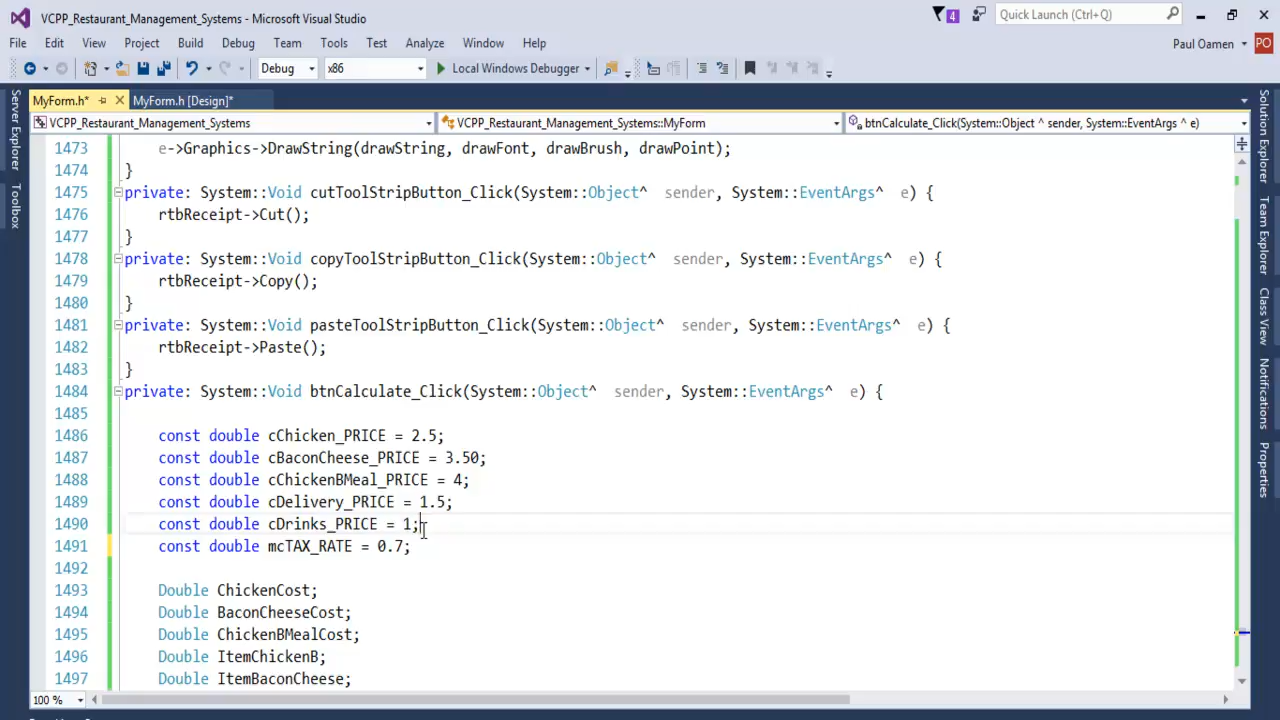 VCPP_Restaurant_Management_Systems - Microsoft Visual Studio
4
Quick Launch (Ctrl+Q)
File Edit View Project Build Debug Team Tools Test Analyze Window Help
Paul Oamen
PO
Debug
x86
Local Windows Debugger
MyForm.h*
MyForm.h [Design]*
VCPP_Restaurant_Management_Systems
VCPP_Restaurant_Management_Systems::MyForm
btnCalculate_Click(System::Object ^ sender, System::EventArgs ^ e)
Server Explorer
Toolbox
1473 e->Graphics->DrawString(drawString, drawFont, drawBrush, drawPoint);
1474 }
1475 private: System::Void cutToolStripButton_Click(System::Object^ sender, System::EventArgs^ e) {
1476 rtbReceipt->Cut();
1477 }
1478 private: System::Void copyToolStripButton_Click(System::Object^ sender, System::EventArgs^ e) {
1479 rtbReceipt->Copy();
1480 }
1481 private: System::Void pasteToolStripButton_Click(System::Object^ sender, System::EventArgs^ e) {
1482 rtbReceipt->Paste();
1483 }
1484 private: System::Void btnCalculate_Click(System::Object^ sender, System::EventArgs^ e) {
1485
1486 const double cChicken_PRICE = 2.5;
1487 const double cBaconCheese_PRICE = 3.50;
1488 const double cChickenBMeal_PRICE = 4;
1489 const double cDelivery_PRICE = 1.5;
1490 const double cDrinks_PRICE = 1;
1491 const double mcTAX_RATE = 0.7;
1492
1493 Double ChickenCost;
1494 Double BaconCheeseCost;
1495 Double ChickenBMealCost;
1496 Double ItemChickenB;
1497 Double ItemBaconCheese;
100 %
Solution Explorer
Team Explorer
Class View
Notifications
Properties